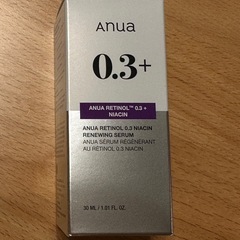 Anua
0.3+
ANUA RETINOL™ 0.3 +
NIACIN
ANUA RETINOL 0.3 NIACIN
RENEWING SERUM
ANUA SÉRUM RÉGÉNÉRANT
AU RÉTINOL 0.3 NIACIN
30 ML / 1.01 FL. OZ.